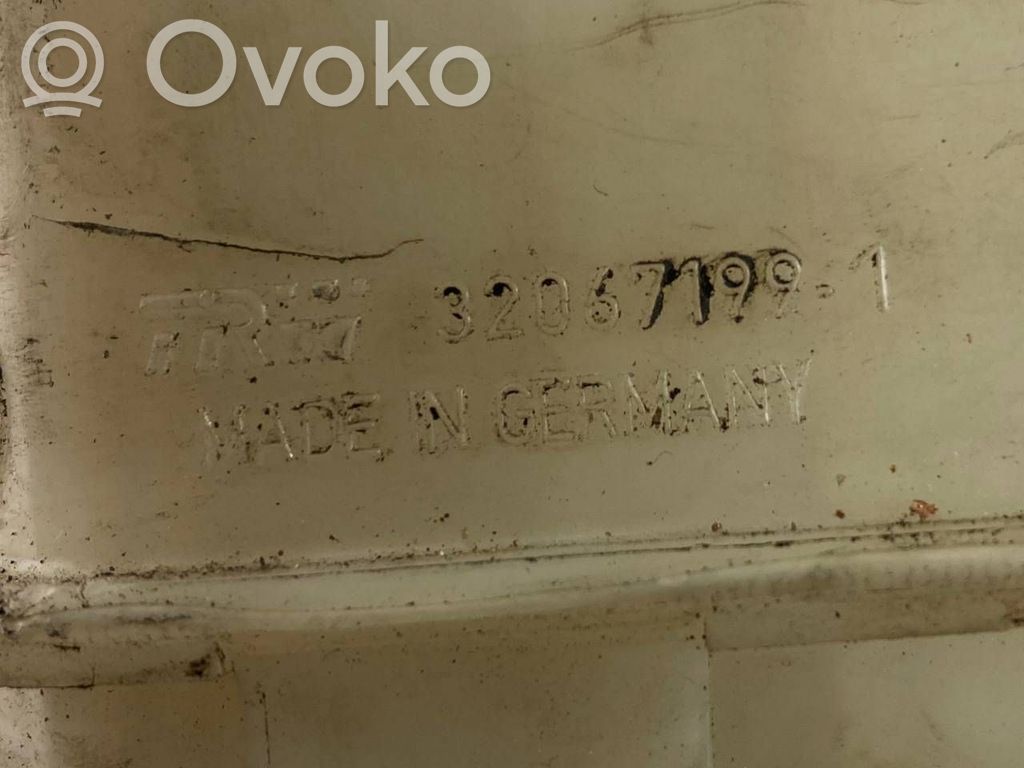 Ovoko
TRW 32067199-1
MADE IN GERMANY